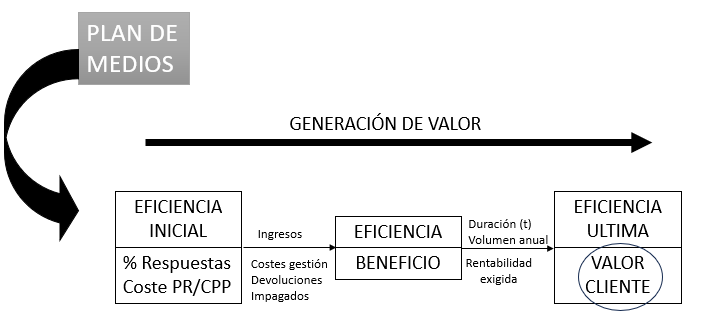 PLAN DE
MEDIOS
GENERACIÓN DE VALOR
EFICIENCIA
INICIAL
% Respuestas
Coste PR/CPP
Ingresos
Costes gestión
Devoluciones
Impagados
EFICIENCIA
BENEFICIO
Duración (t)
Volumen anual
Rentabilidad
exigida
EFICIENCIA
ULTIMA
VALOR
CLIENTE